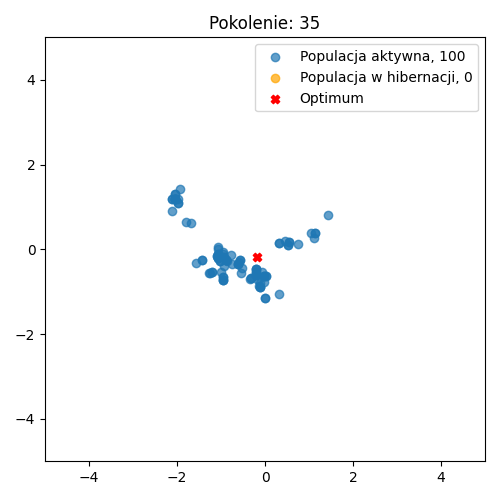 Pokolenie: 35
Populacja aktywna, 100
Populacja w hibernacji, 0
Optimum
4
2
0
−2
−4
−4 −2 0 2 4